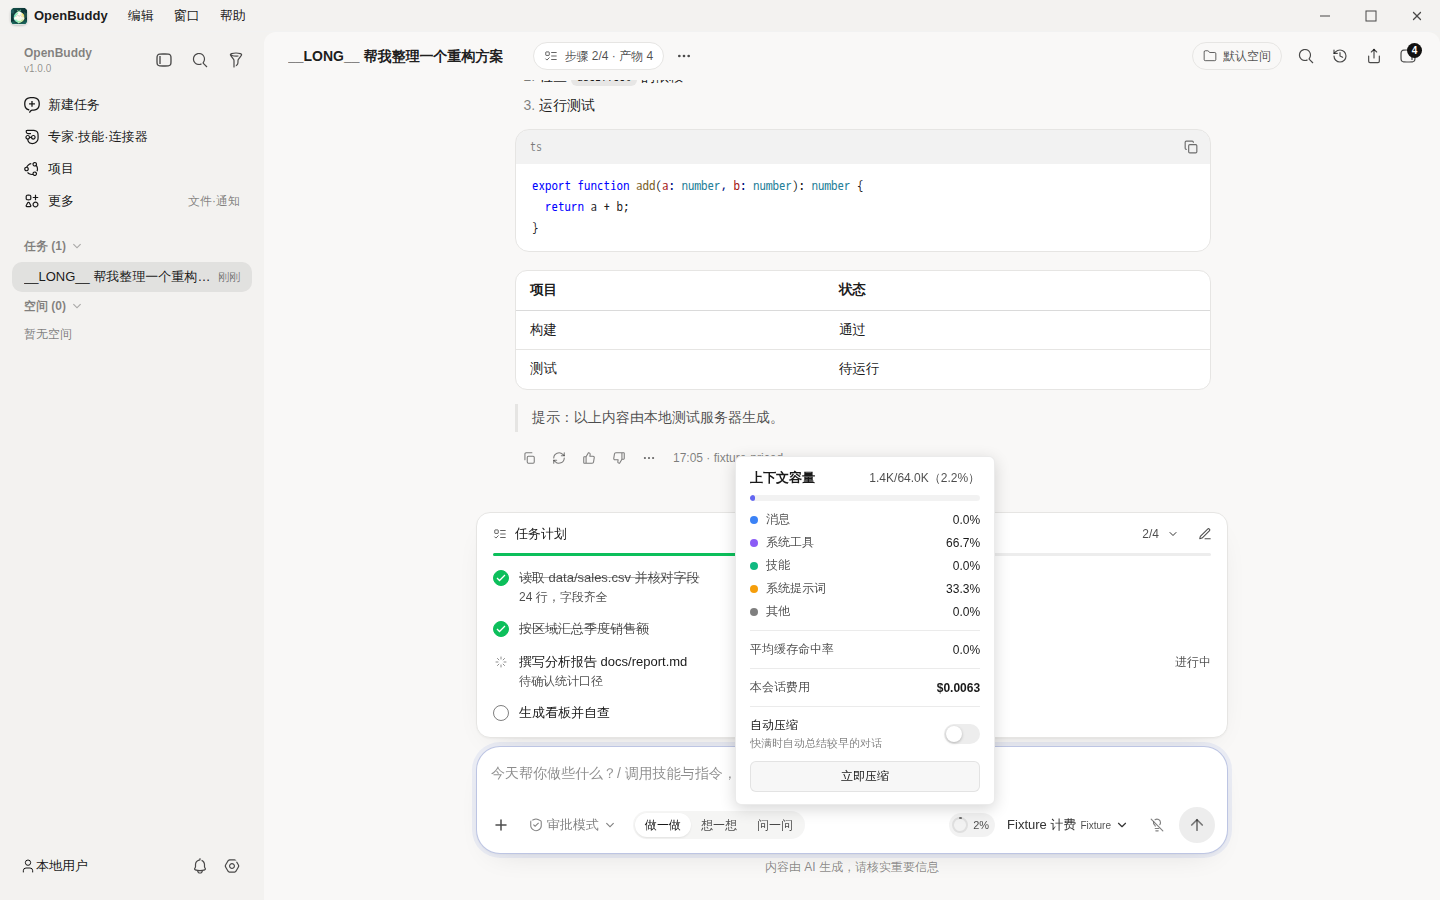 OpenBuddy 编辑 窗口 帮助
OpenBuddy
v1.0.0
新建任务
专家·技能·连接器
项目
更多 文件·通知
任务 (1)
__LONG__ 帮我整理一个重构… 刚刚
空间 (0)
暂无空间
本地用户
__LONG__ 帮我整理一个重构方案 步骤 2/4 · 产物 4 默认空间 4
3. 运行测试
ts
export function add(a: number, b: number): number {
return a + b;
}
项目 状态
构建 通过
测试 待运行
提示：以上内容由本地测试服务器生成。
17:05 · fixture-priced
任务计划 2/4
读取 data/sales.csv 并核对字段
24 行，字段齐全
按区域汇总季度销售额
撰写分析报告 docs/report.md 进行中
待确认统计口径
生成看板并自查
上下文容量 1.4K/64.0K（2.2%）
消息 0.0%
系统工具 66.7%
技能 0.0%
系统提示词 33.3%
其他 0.0%
平均缓存命中率 0.0%
本会话费用 $0.0063
自动压缩
快满时自动总结较早的对话
立即压缩
今天帮你做些什么？/ 调用技能与指令，
审批模式 做一做 想一想 问一问 2% Fixture 计费 Fixture
内容由 AI 生成，请核实重要信息